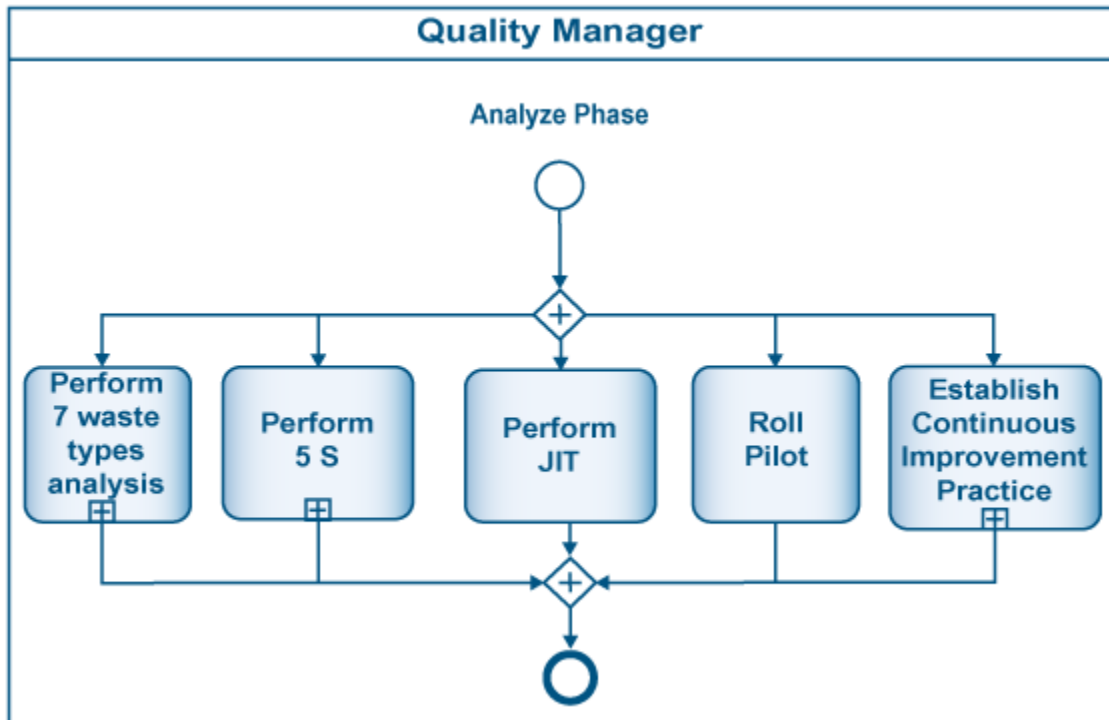 Quality Manager
Analyze Phase
Perform
7 waste
types
analysis
Perform
5 S
Perform
JIT
Roll
Pilot
Establish
Continuous
Improvement
Practice